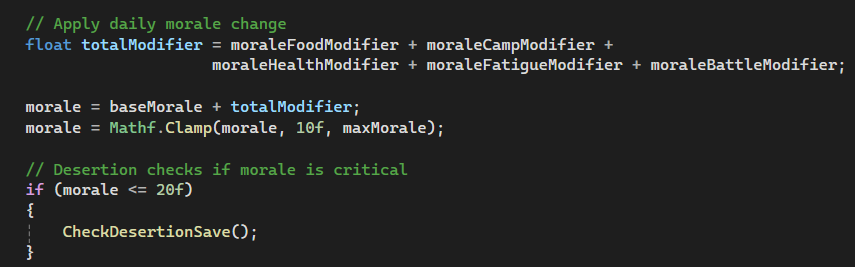 // Apply daily morale change
float totalModifier = moraleFoodModifier + moraleCampModifier +
moraleHealthModifier + moraleFatigueModifier + moraleBattleModifier;
morale = baseMorale + totalModifier;
morale = Mathf.Clamp(morale, 10f, maxMorale);
// Desertion checks if morale is critical
if (morale <= 20f)
{
CheckDesertionSave();
}